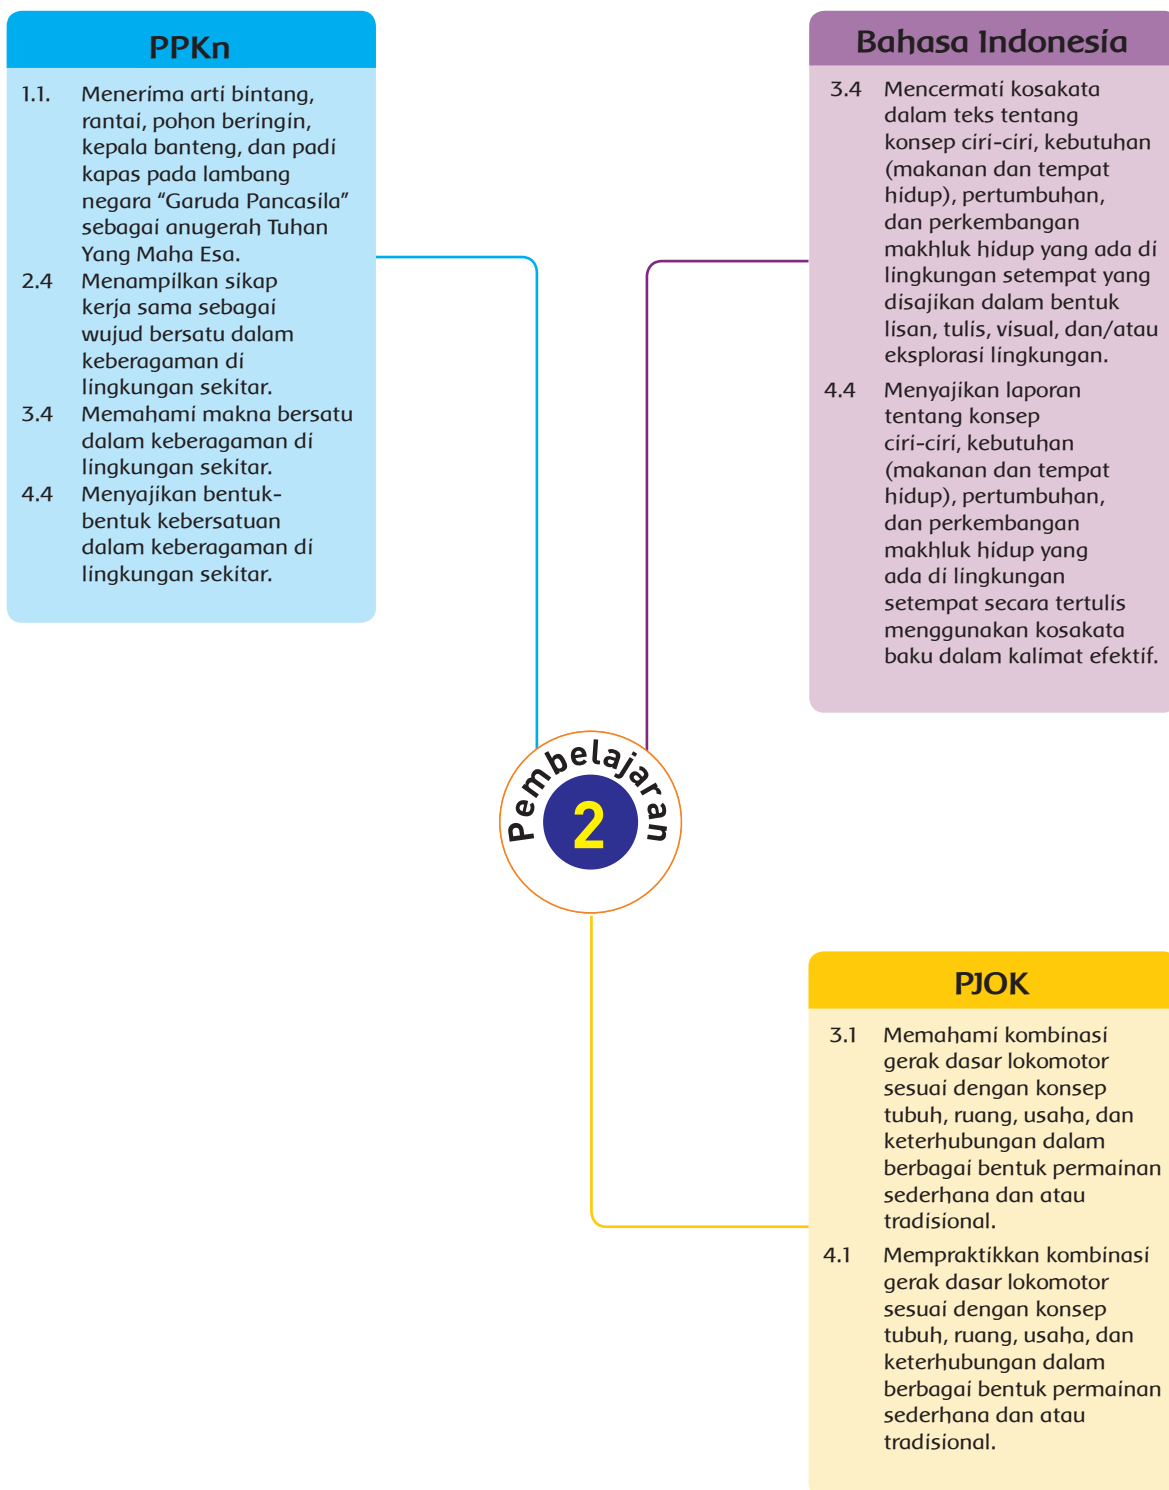 PPKn
1.1. Menerima arti bintang,
rantai, pohon beringin,
kepala banteng, dan padi
kapas pada lambang
negara “Garuda Pancasila”
sebagai anugerah Tuhan
Yang Maha Esa.
2.4 Menampilkan sikap
kerja sama sebagai
wujud bersatu dalam
keberagaman di
lingkungan sekitar.
3.4 Memahami makna bersatu
dalam keberagaman di
lingkungan sekitar.
4.4 Menyajikan bentuk-
bentuk kebersatuan
dalam keberagaman di
lingkungan sekitar.
Bahasa Indonesia
3.4 Mencermati kosakata
dalam teks tentang
konsep ciri-ciri, kebutuhan
(makanan dan tempat
hidup), pertumbuhan,
dan perkembangan
makhluk hidup yang ada di
lingkungan setempat yang
disajikan dalam bentuk
lisan, tulis, visual, dan/atau
eksplorasi lingkungan.
4.4 Menyajikan laporan
tentang konsep
ciri-ciri, kebutuhan
(makanan dan tempat
hidup), pertumbuhan,
dan perkembangan
makhluk hidup yang
ada di lingkungan
setempat secara tertulis
menggunakan kosakata
baku dalam kalimat efektif.
Pembelajaran
2
PJOK
3.1 Memahami kombinasi
gerak dasar lokomotor
sesuai dengan konsep
tubuh, ruang, usaha, dan
keterhubungan dalam
berbagai bentuk permainan
sederhana dan atau
tradisional.
4.1 Mempraktikkan kombinasi
gerak dasar lokomotor
sesuai dengan konsep
tubuh, ruang, usaha, dan
keterhubungan dalam
berbagai bentuk permainan
sederhana dan atau
tradisional.